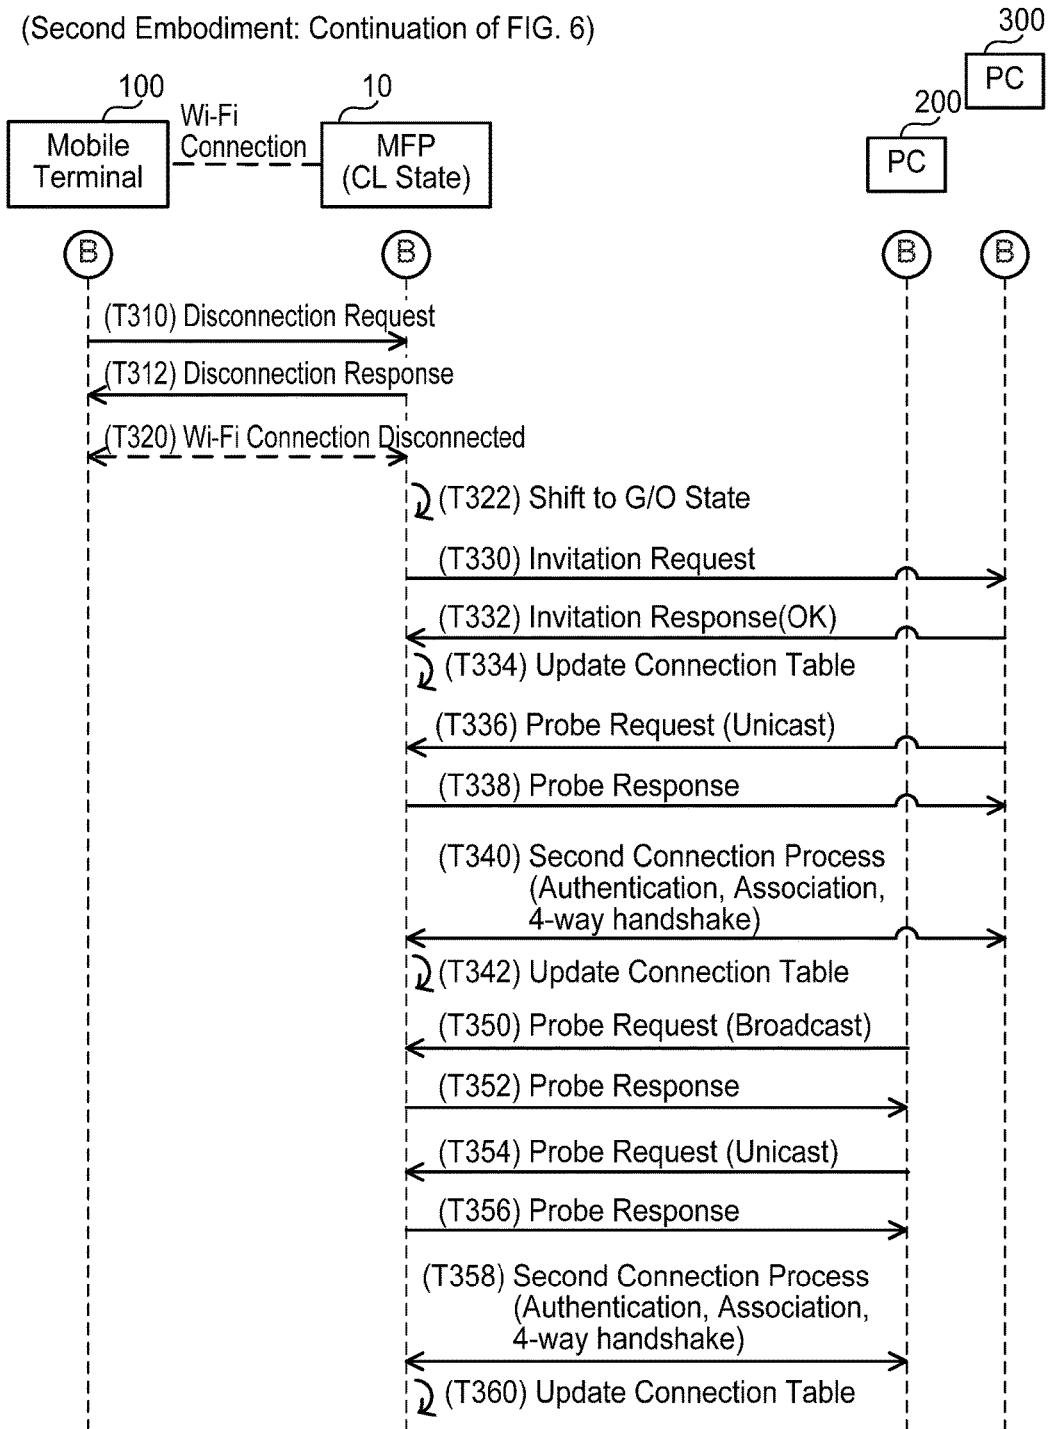 (Second Embodiment: Continuation of FIG. 6)
300
PC
100
Wi-Fi
Connection
10
200
Mobile
Terminal
MFP
(CL State)
PC
B
B
B
B
(T310) Disconnection Request
(T312) Disconnection Response
(T320) Wi-Fi Connection Disconnected
(T322) Shift to G/O State
(T330) Invitation Request
(T332) Invitation Response(OK)
(T334) Update Connection Table
(T336) Probe Request (Unicast)
(T338) Probe Response
(T340) Second Connection Process
(Authentication, Association,
4-way handshake)
(T342) Update Connection Table
(T350) Probe Request (Broadcast)
(T352) Probe Response
(T354) Probe Request (Unicast)
(T356) Probe Response
(T358) Second Connection Process
(Authentication, Association,
4-way handshake)
(T360) Update Connection Table